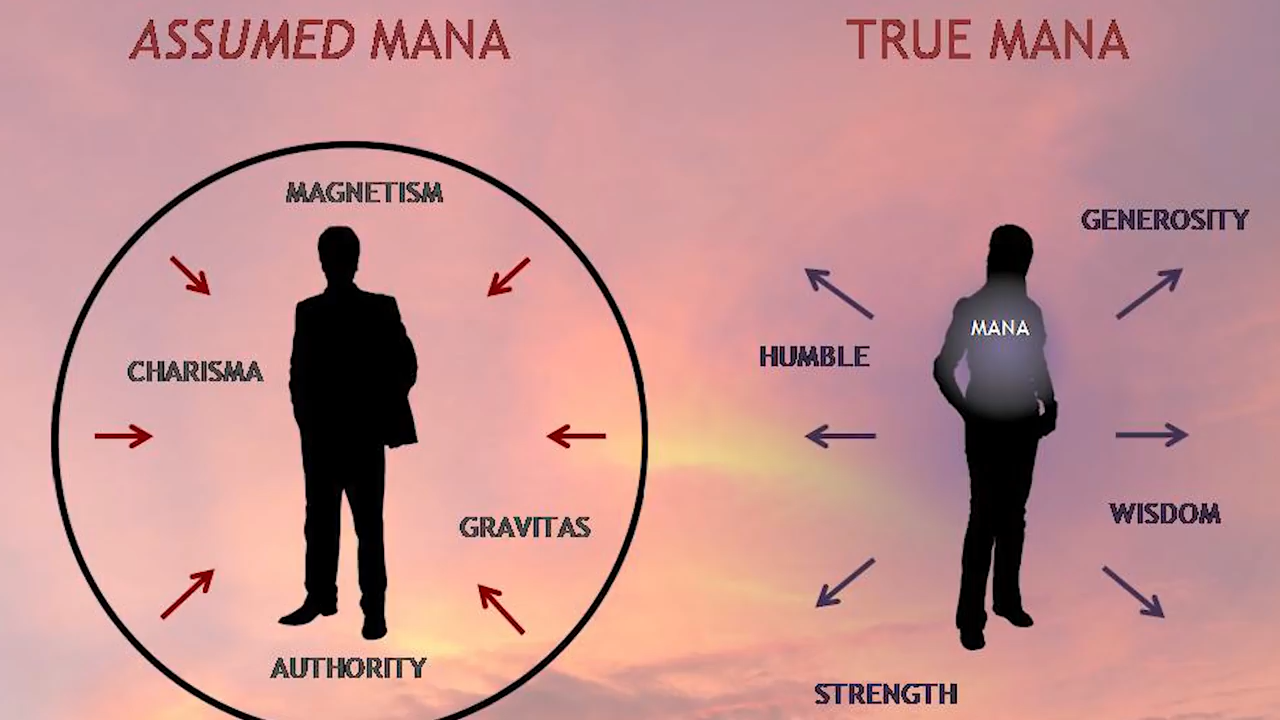 ASSUMED MANA
TRUE MANA
MAGNETISM
CHARISMA
GRAVITAS
AUTHORITY
GENEROSITY
MANA
HUMBLE
WISDOM
STRENGTH